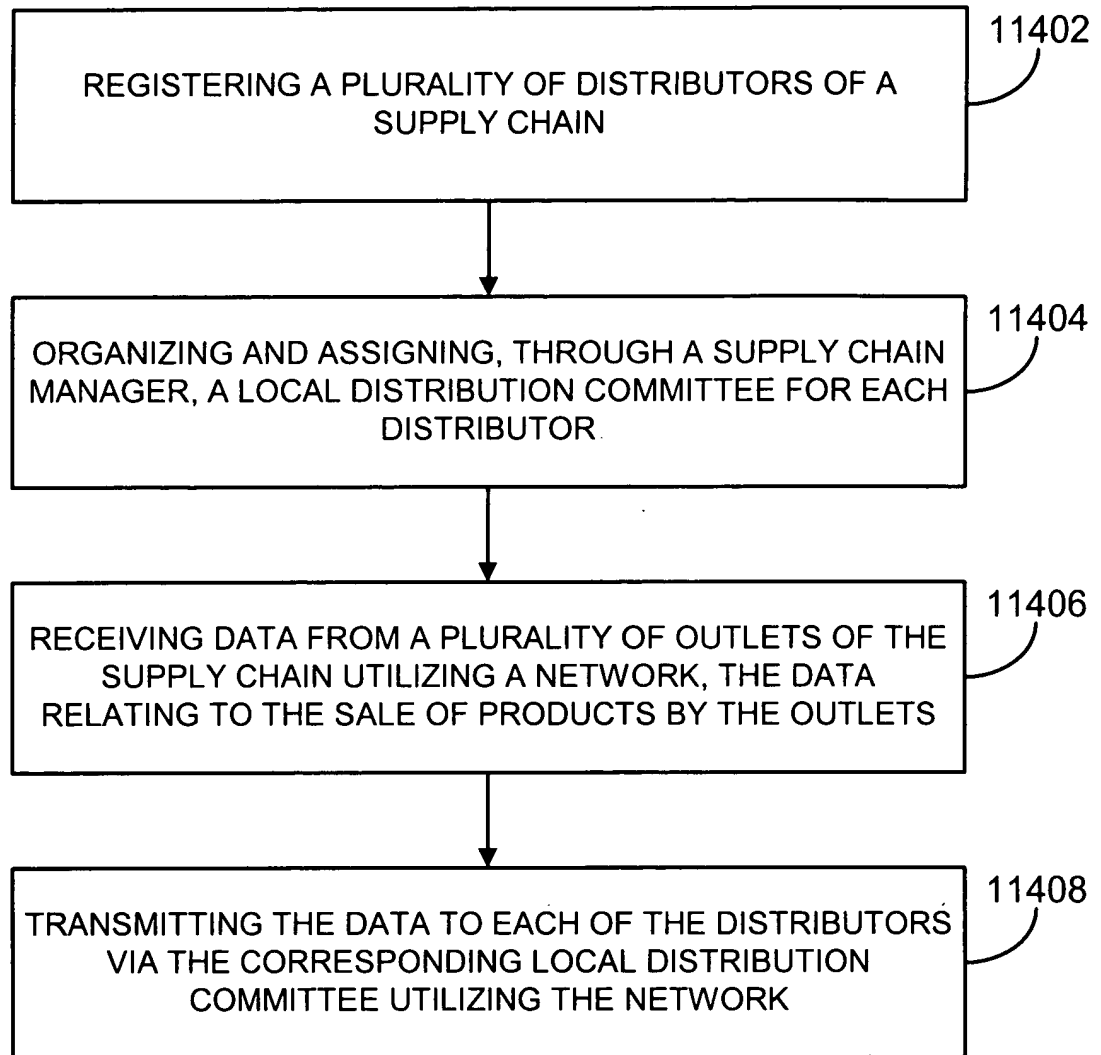 11402
REGISTERING A PLURALITY OF DISTRIBUTORS OF A
SUPPLY CHAIN
11404
ORGANIZING AND ASSIGNING, THROUGH A SUPPLY CHAIN
MANAGER, A LOCAL DISTRIBUTION COMMITTEE FOR EACH
DISTRIBUTOR
11406
RECEIVING DATA FROM A PLURALITY OF OUTLETS OF THE
SUPPLY CHAIN UTILIZING A NETWORK, THE DATA
RELATING TO THE SALE OF PRODUCTS BY THE OUTLETS
11408
TRANSMITTING THE DATA TO EACH OF THE DISTRIBUTORS
VIA THE CORRESPONDING LOCAL DISTRIBUTION
COMMITTEE UTILIZING THE NETWORK